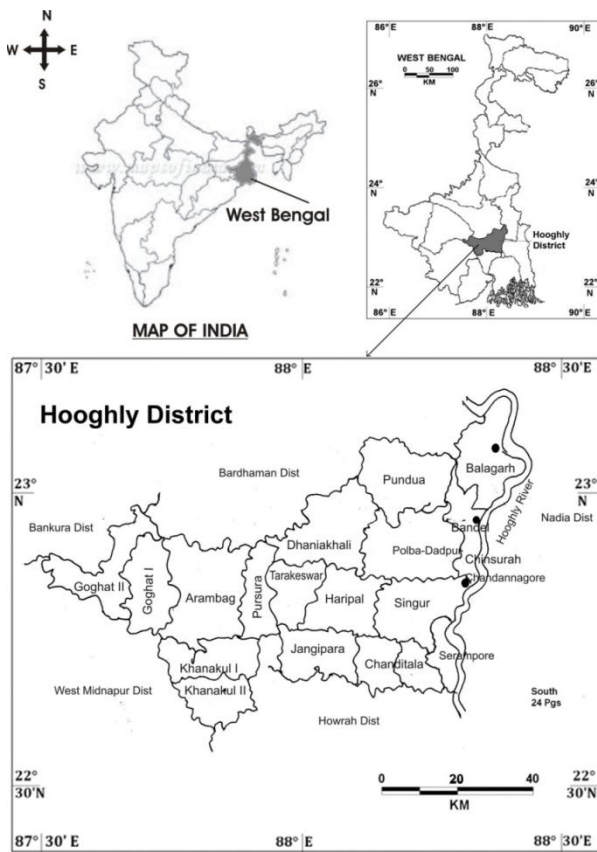 N
W
E
S
West Bengal
MAP OF INDIA
86° E
88° E
90° E
WEST BENGAL
0 50 100
KM
26°
N
24°
N
22°
N
Hooghly
District
86° E
88° E
90° E
87° 30' E
88° E
88° 30' E
Hooghly District
23°
N
23°
N
Bardhaman Dist
Bankura Dist
Nadia Dist
Hooghly River
Balagarh
Pundua
Bandel
Dhaniakhali
Polba-Dadpur
Chinsurah
Chandannagore
Goghat II
Goghat I
Arambag
Pursura
Tarakeswar
Haripal
Singur
Serampore
Jangipara
Chanditala
Khanakul I
Khanakul II
West Midnapur Dist
Howrah Dist
South
24 Pgs
0 20 40
KM
22°
30'N
22°
30'N
87° 30' E
88° E
88° 30' E